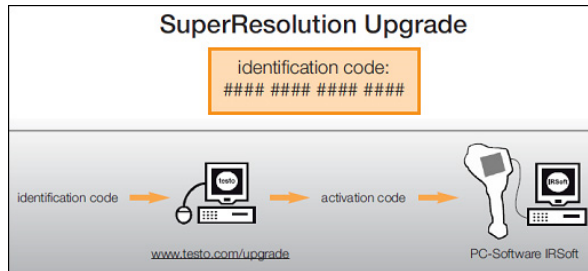 SuperResolution Upgrade
identification code:
#### #### #### ####
identification code
testo
activation code
IRSoft
www.testo.com/upgrade
PC-Software IRSoft